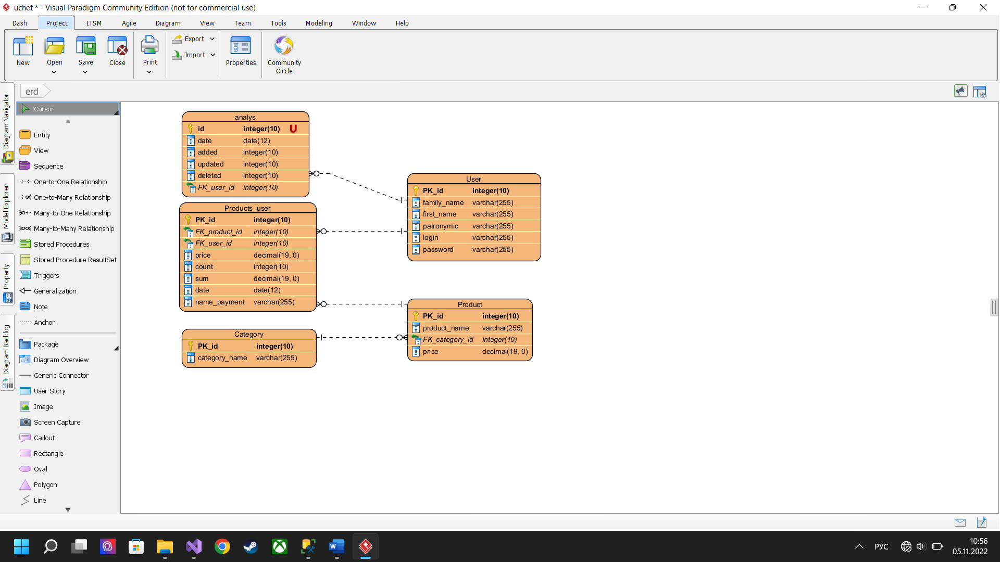 uchet * - Visual Paradigm Community Edition (not for commercial use)
Dash Project ITSM Agile Diagram View Team Tools Modeling Window Help
New Open Save Close Print Export Import Properties Community Circle
erd
Diagram Navigator
Model Explorer
Property
Diagram Backlog
Cursor
Entity
View
Sequence
One-to-One Relationship
One-to-Many Relationship
Many-to-One Relationship
Many-to-Many Relationship
Stored Procedures
Stored Procedure ResultSet
Triggers
Generalization
Note
Anchor
Package
Diagram Overview
Generic Connector
User Story
Image
Screen Capture
Callout
Rectangle
Oval
Polygon
Line
analys
id integer(10) U
date date(12)
added integer(10)
updated integer(10)
deleted integer(10)
FK_user_id integer(10)
Products_user
PK_id integer(10)
FK_product_id integer(10)
FK_user_id integer(10)
price decimal(19, 0)
count integer(10)
sum decimal(19, 0)
date date(12)
name_payment varchar(255)
Category
PK_id integer(10)
category_name varchar(255)
User
PK_id integer(10)
family_name varchar(255)
first_name varchar(255)
patronymic varchar(255)
login varchar(255)
password varchar(255)
Product
PK_id integer(10)
product_name varchar(255)
FK_category_id integer(10)
price decimal(19, 0)
РУС
10:56
05.11.2022